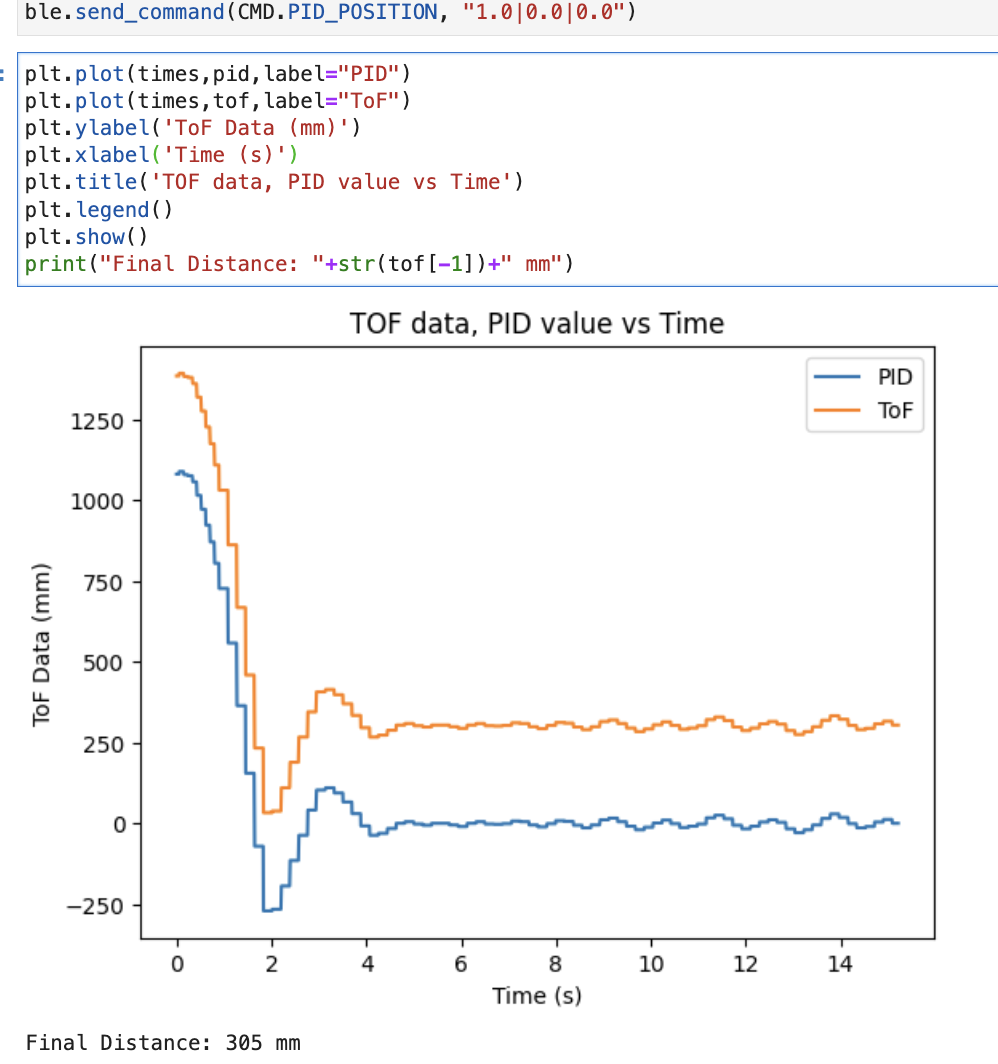 ble.send_command(CMD.PID_POSITION, "1.0|0.0|0.0")
:
plt.plot(times,pid,label="PID")
plt.plot(times,tof,label="ToF")
plt.ylabel('ToF Data (mm)')
plt.xlabel('Time (s)')
plt.title('TOF data, PID value vs Time')
plt.legend()
plt.show()
print("Final Distance: "+str(tof[-1])+" mm")
TOF data, PID value vs Time
PID
ToF
1250
1000
750
500
250
0
−250
ToF Data (mm)
0 2 4 6 8 10 12 14
Time (s)
Final Distance: 305 mm